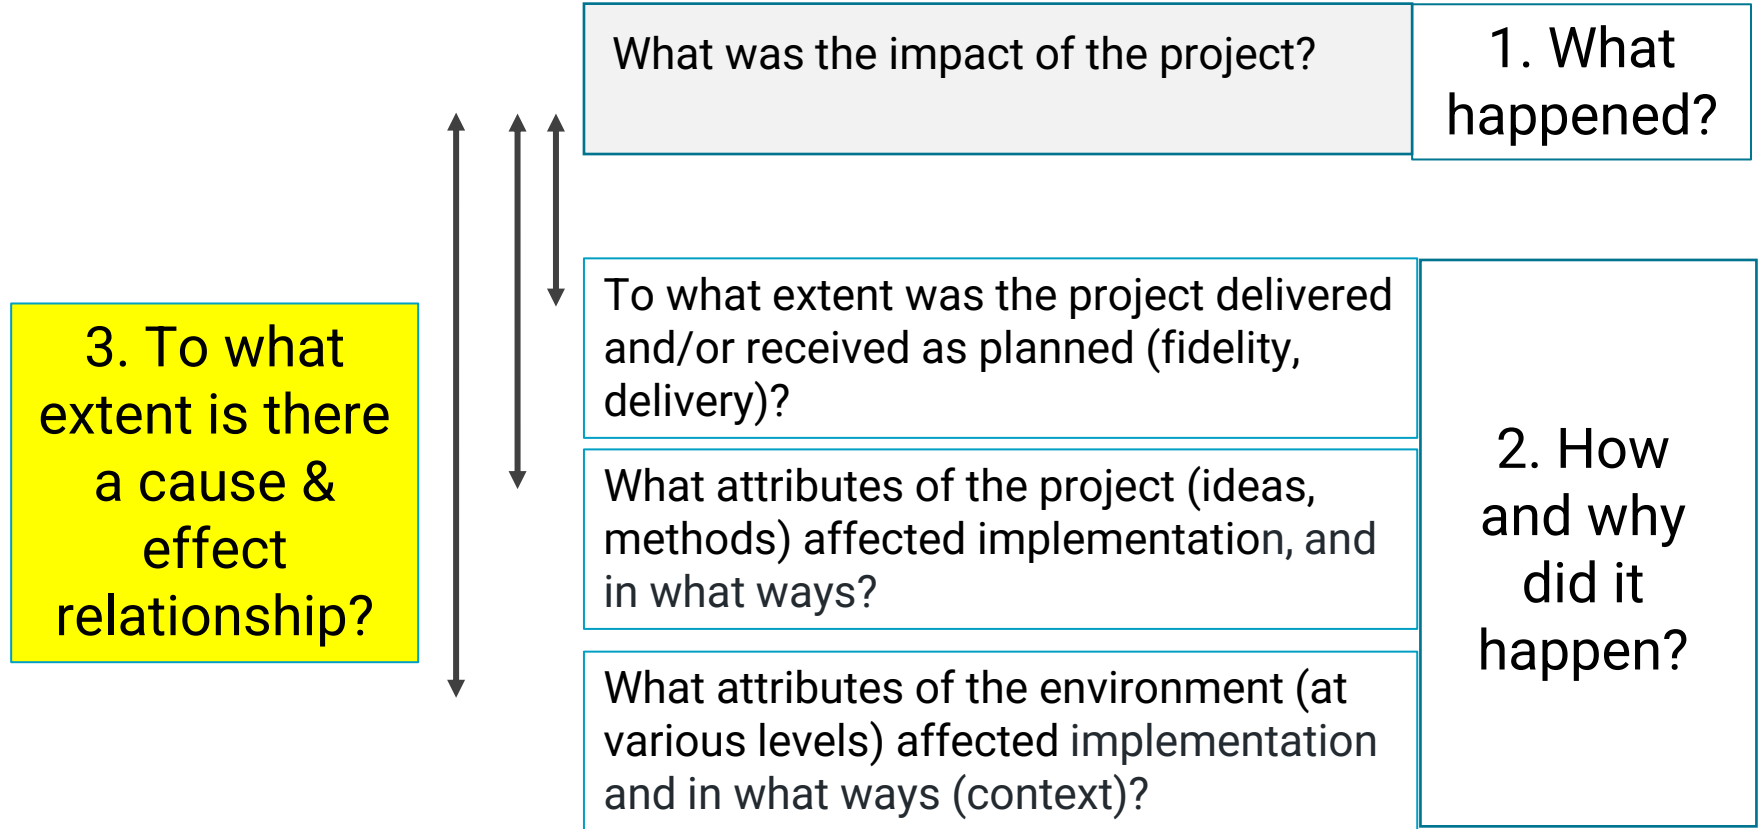 What was the impact of the project?
1. What
happened?
To what extent was the project delivered
and/or received as planned (fidelity,
delivery)?
What attributes of the project (ideas,
methods) affected implementation, and
in what ways?
What attributes of the environment (at
various levels) affected implementation
and in what ways (context)?
2. How
and why
did it
happen?
3. To what
extent is there
a cause &
effect
relationship?